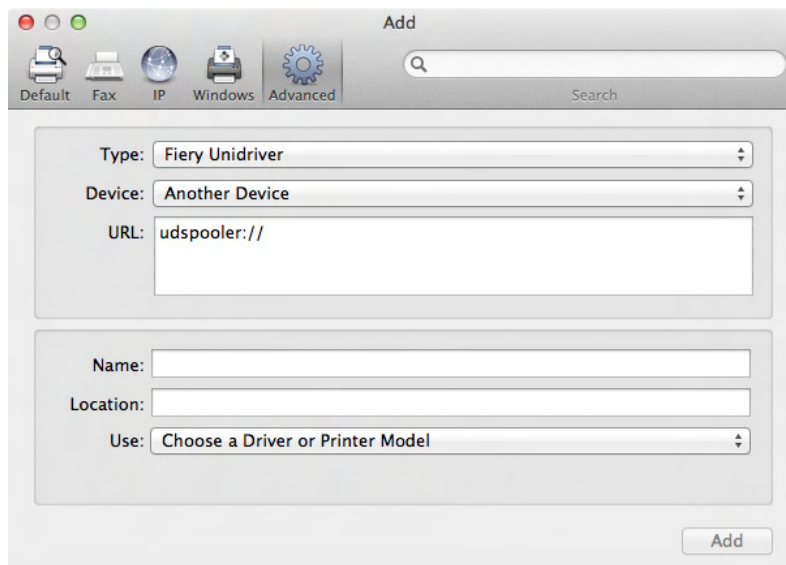 Add
Default Fax IP Windows Advanced Search
Type: Fiery Unidriver
Device: Another Device
URL: udspooler://
Name:
Location:
Use: Choose a Driver or Printer Model
Add